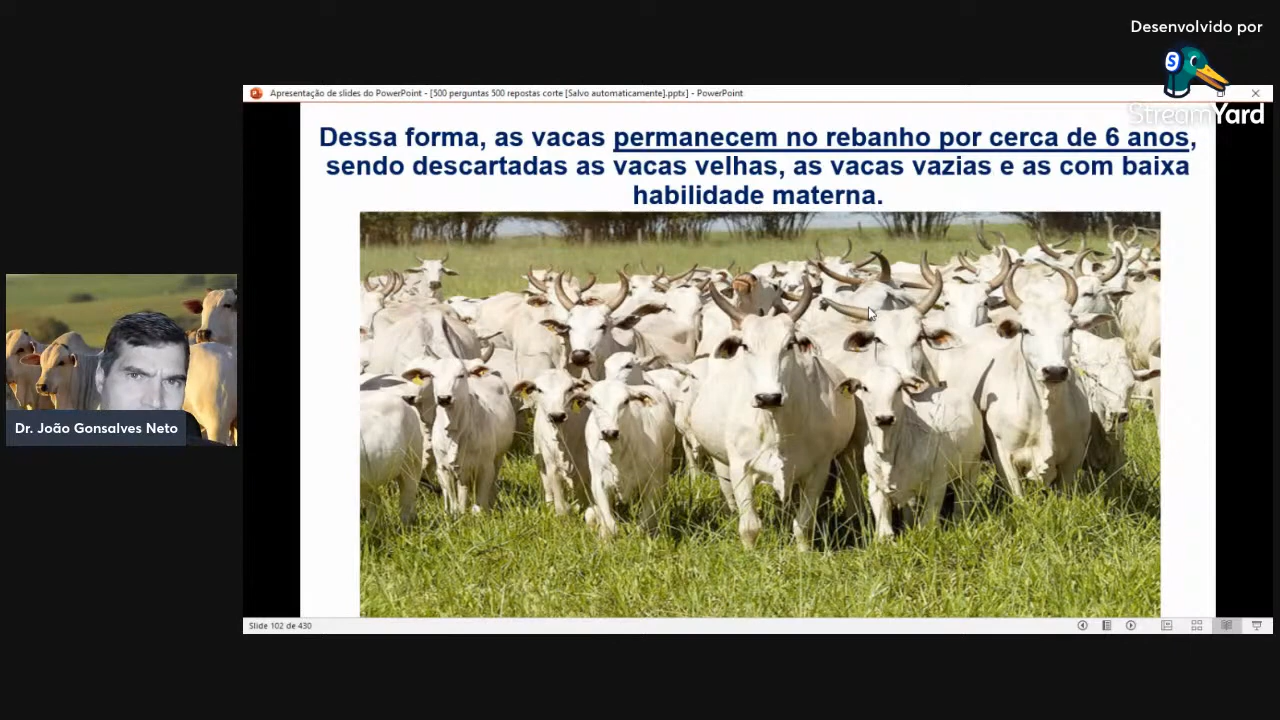 Desenvolvido por
StreamYard
Apresentação de slides do PowerPoint - [500 perguntas 500 repostas corte [Salvo automaticamente].pptx] - PowerPoint
Dessa forma, as vacas permanecem no rebanho por cerca de 6 anos,
sendo descartadas as vacas velhas, as vacas vazias e as com baixa
habilidade materna.
Dr. João Gonsalves Neto
Slide 102 de 430